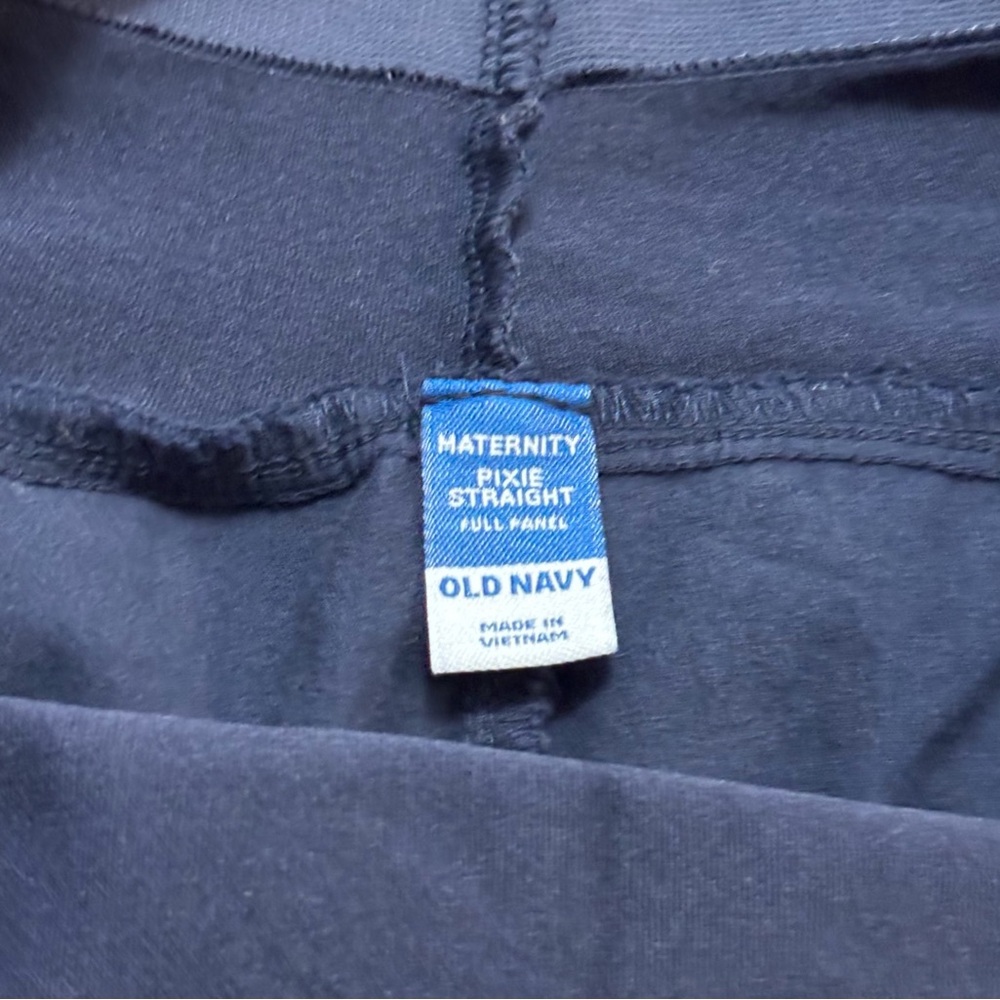 MATERNITY
PIXIE
STRAIGHT
FULL PANEL
OLD NAVY
MADE IN
VIETNAM